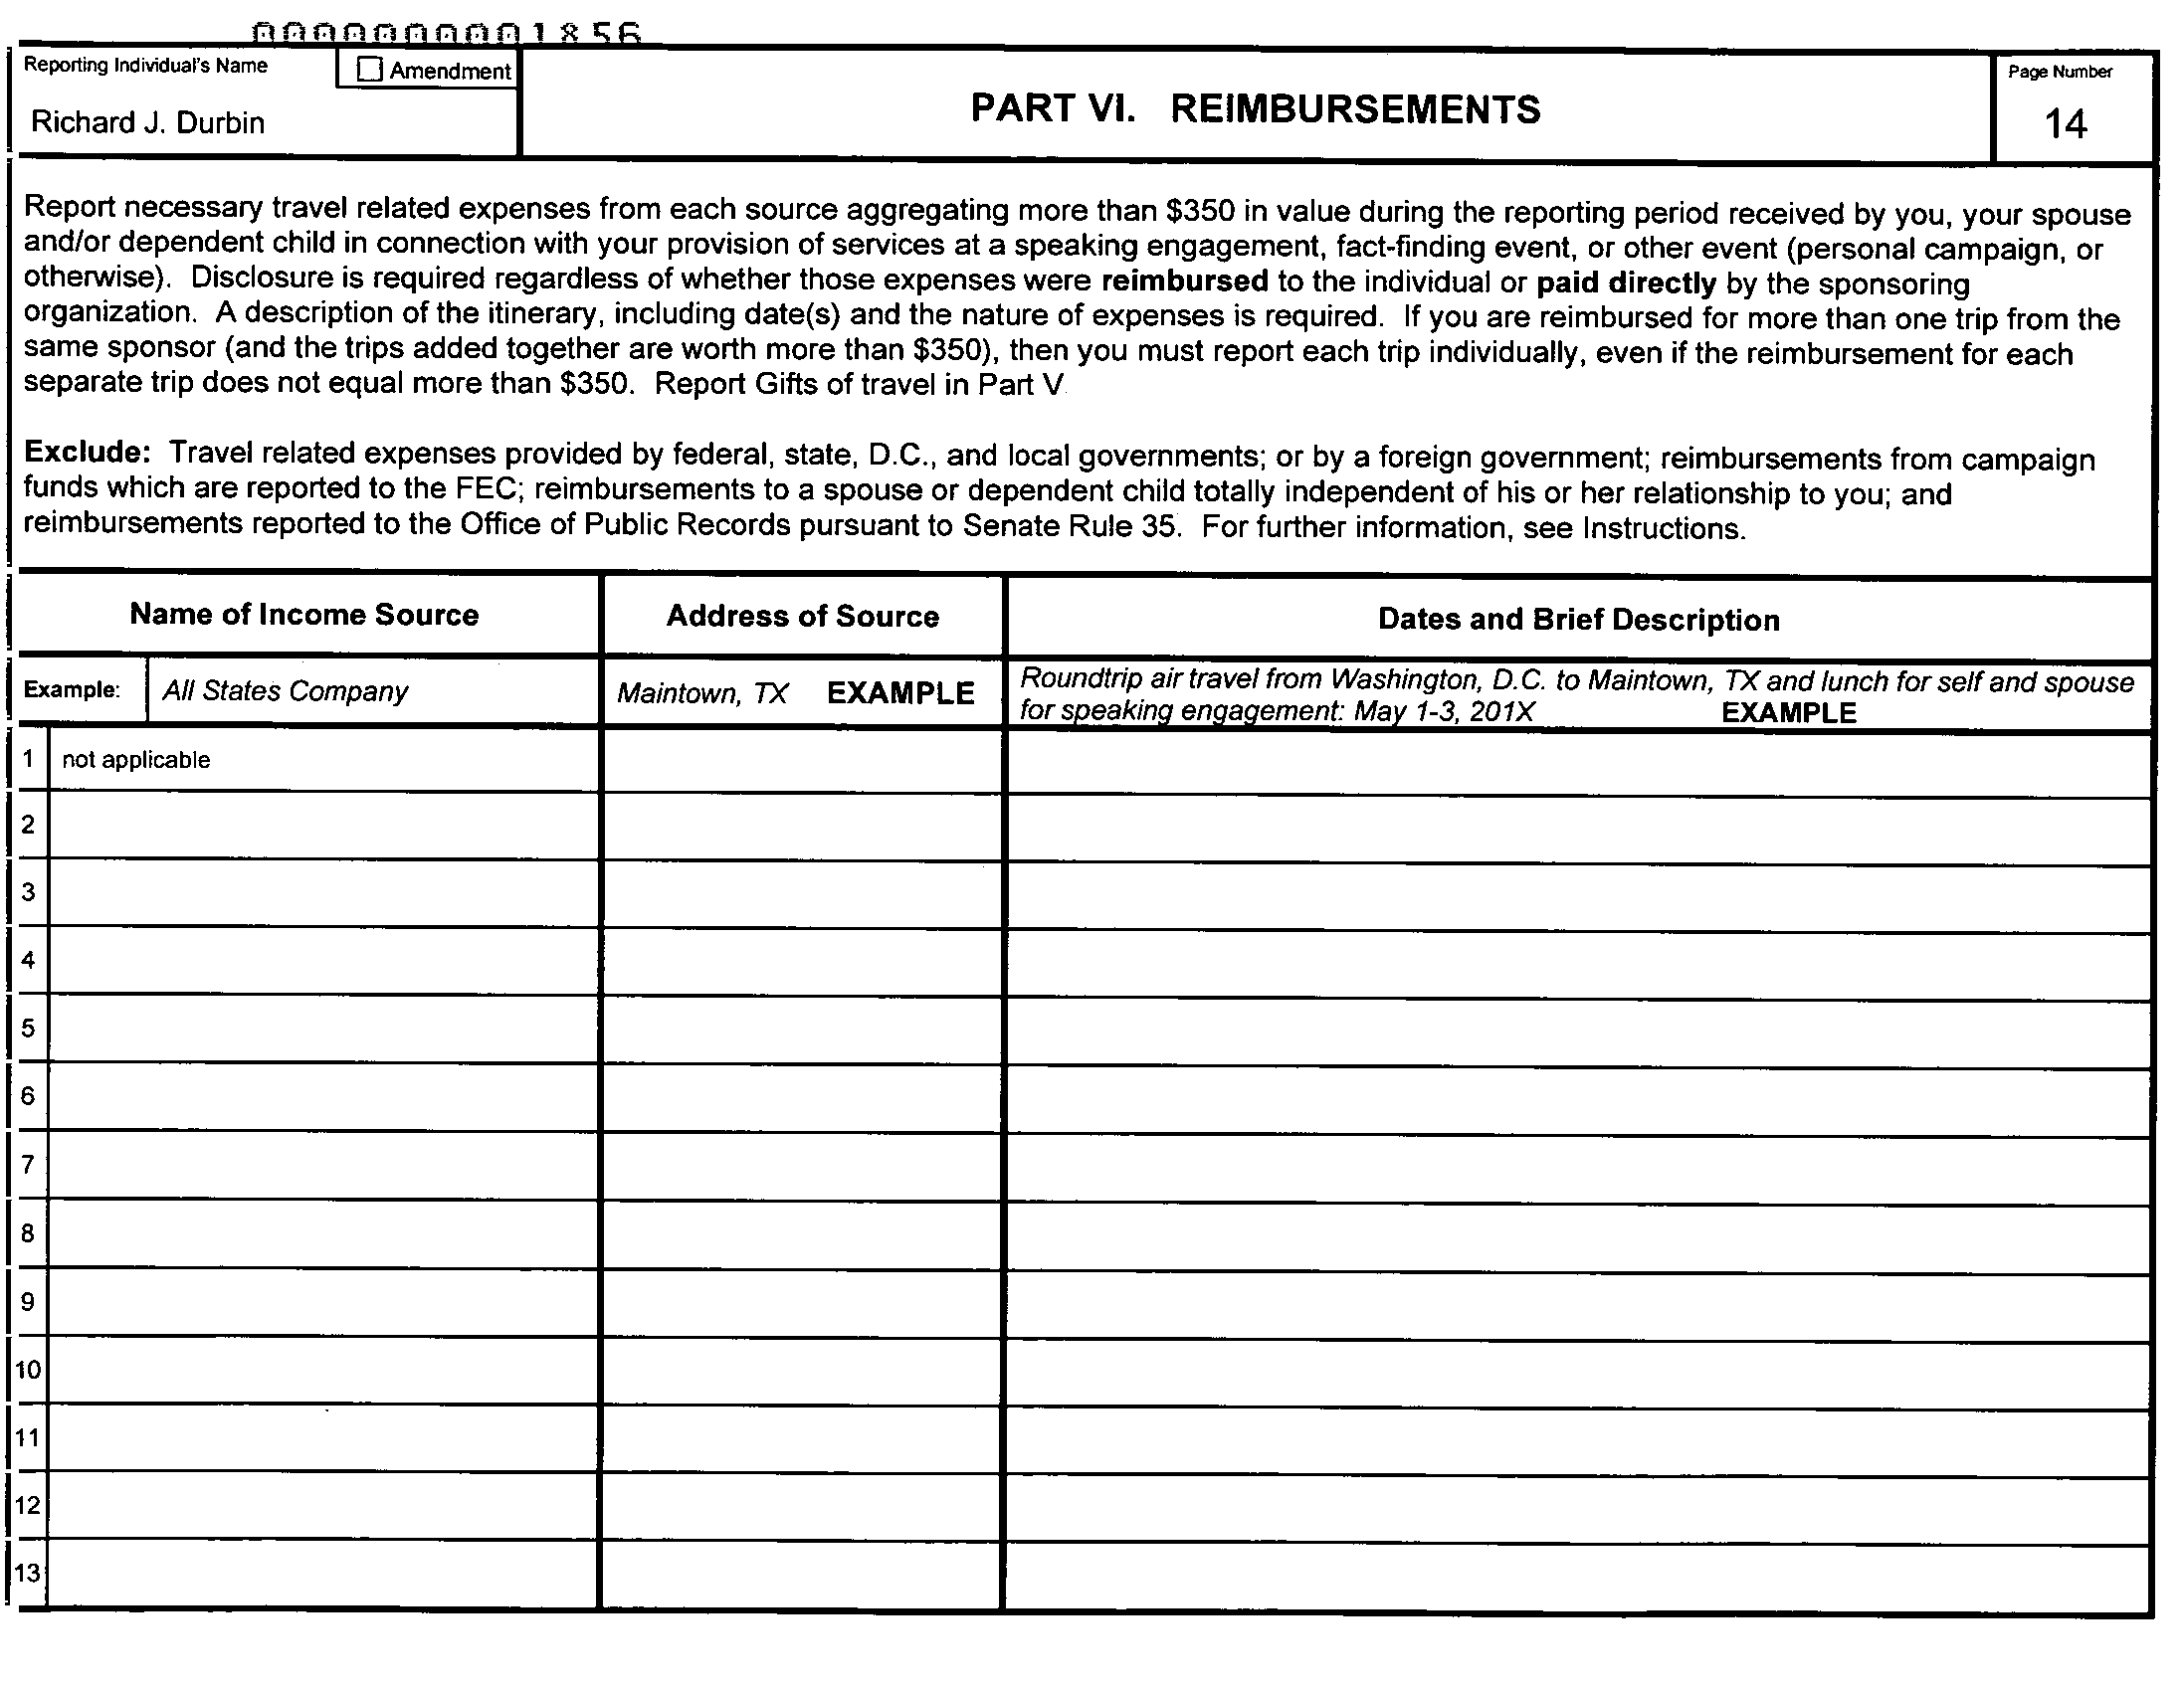 0000000001856
Reporting Individual's Name
Amendment
Richard J. Durbin
PART VI. REIMBURSEMENTS
Page Number
14
Report necessary travel related expenses from each source aggregating more than $350 in value during the reporting period received by you, your spouse
and/or dependent child in connection with your provision of services at a speaking engagement, fact-finding event, or other event (personal campaign, or
otherwise). Disclosure is required regardless of whether those expenses were reimbursed to the individual or paid directly by the sponsoring
organization. A description of the itinerary, including date(s) and the nature of expenses is required. If you are reimbursed for more than one trip from the
same sponsor (and the trips added together are worth more than $350), then you must report each trip individually, even if the reimbursement for each
separate trip does not equal more than $350. Report Gifts of travel in Part V
Exclude: Travel related expenses provided by federal, state, D.C., and local governments; or by a foreign government; reimbursements from campaign
funds which are reported to the FEC; reimbursements to a spouse or dependent child totally independent of his or her relationship to you; and
reimbursements reported to the Office of Public Records pursuant to Senate Rule 35. For further information, see Instructions.
Name of Income Source
Address of Source
Dates and Brief Description
Example:
All States Company
Maintown, TX EXAMPLE
Roundtrip air travel from Washington, D.C. to Maintown, TX and lunch for self and spouse
for speaking engagement: May 1-3, 201X EXAMPLE
1 not applicable
2
3
4
5
6
7
8
9
10
11
12
13